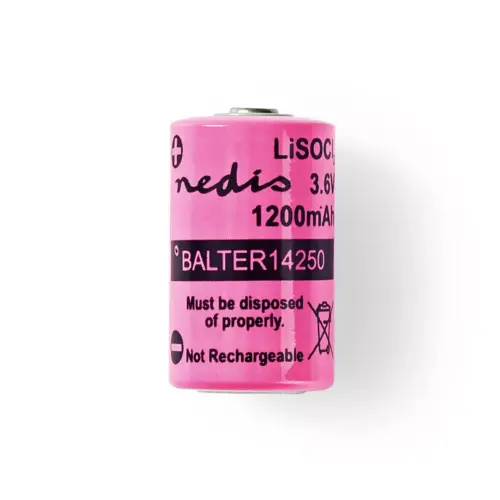 LiSOCl
nedis 3.6V
1200mAh
BALTER14250
Must be disposed
of properly.
Not Rechargeable